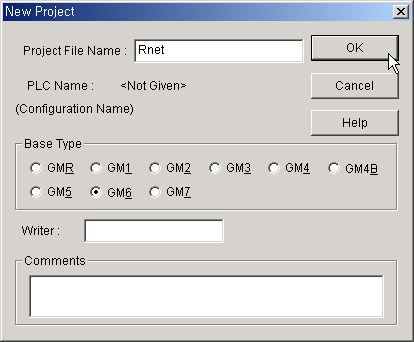 New Project
Project File Name : Rnet OK
PLC Name : <Not Given> Cancel
(Configuration Name)
Help
Base Type
GMR GM1 GM2 GM3 GM4 GM4B
GM5 GM6 GM7
Writer :
Comments